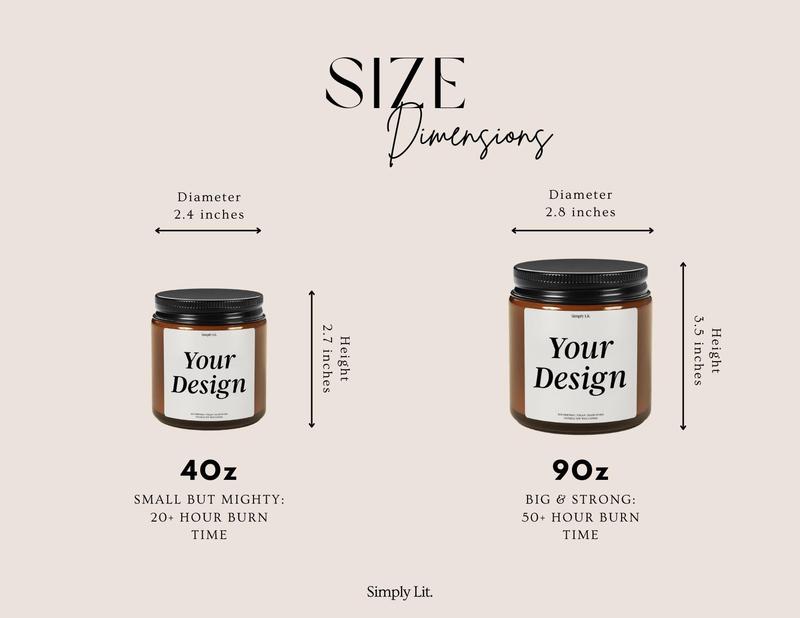 SIZE
Dimensions
Diameter
2.4 inches
Height
2.7 inches
Simply Lit.
Your
Design
4Oz
SMALL BUT MIGHTY:
20+ HOUR BURN
TIME
Diameter
2.8 inches
Height
3.5 inches
Simply Lit.
Your
Design
9Oz
BIG & STRONG:
50+ HOUR BURN
TIME
Simply Lit.